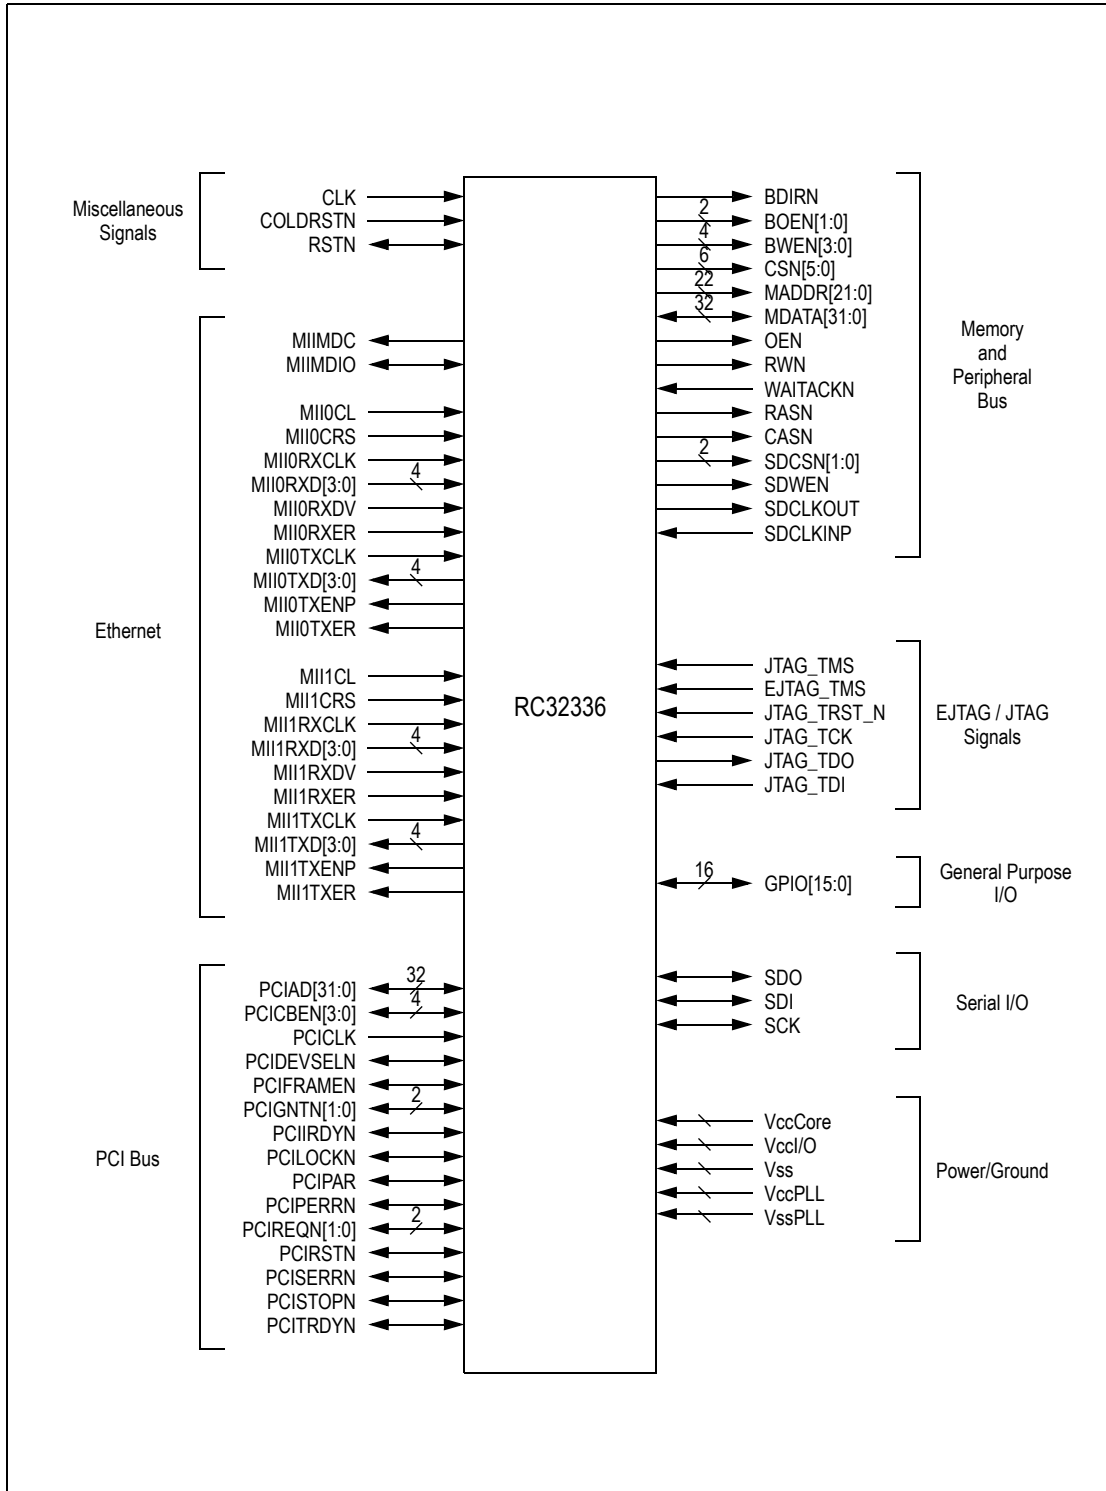 Miscellaneous
Signals
CLK
COLDRSTN
RSTN
Ethernet
MIIMDC
MIIMDIO
MII0CL
MII0CRS
MII0RXCLK
MII0RXD[3:0]
4
MII0RXDV
MII0RXER
MII0TXCLK
MII0TXD[3:0]
4
MII0TXENP
MII0TXER
MII1CL
MII1CRS
MII1RXCLK
MII1RXD[3:0]
4
MII1RXDV
MII1RXER
MII1TXCLK
MII1TXD[3:0]
4
MII1TXENP
MII1TXER
PCI Bus
PCIAD[31:0]
32
PCICBEN[3:0]
4
PCICLK
PCIDEVSELN
PCIFRAMEN
PCIGNTN[1:0]
2
PCIIRDYN
PCILOCKN
PCIPAR
PCIPERRN
PCIREQN[1:0]
2
PCIRSTN
PCISERRN
PCISTOPN
PCITRDYN
RC32336
BDIRN
2
BOEN[1:0]
4
BWEN[3:0]
6
CSN[5:0]
22
MADDR[21:0]
32
MDATA[31:0]
OEN
RWN
WAITACKN
RASN
CASN
2
SDCSN[1:0]
SDWEN
SDCLKOUT
SDCLKINP
Memory
and
Peripheral
Bus
JTAG_TMS
EJTAG_TMS
JTAG_TRST_N
JTAG_TCK
JTAG_TDO
JTAG_TDI
EJTAG / JTAG
Signals
16
GPIO[15:0]
General Purpose
I/O
SDO
SDI
SCK
Serial I/O
VccCore
VccI/O
Vss
VccPLL
VssPLL
Power/Ground